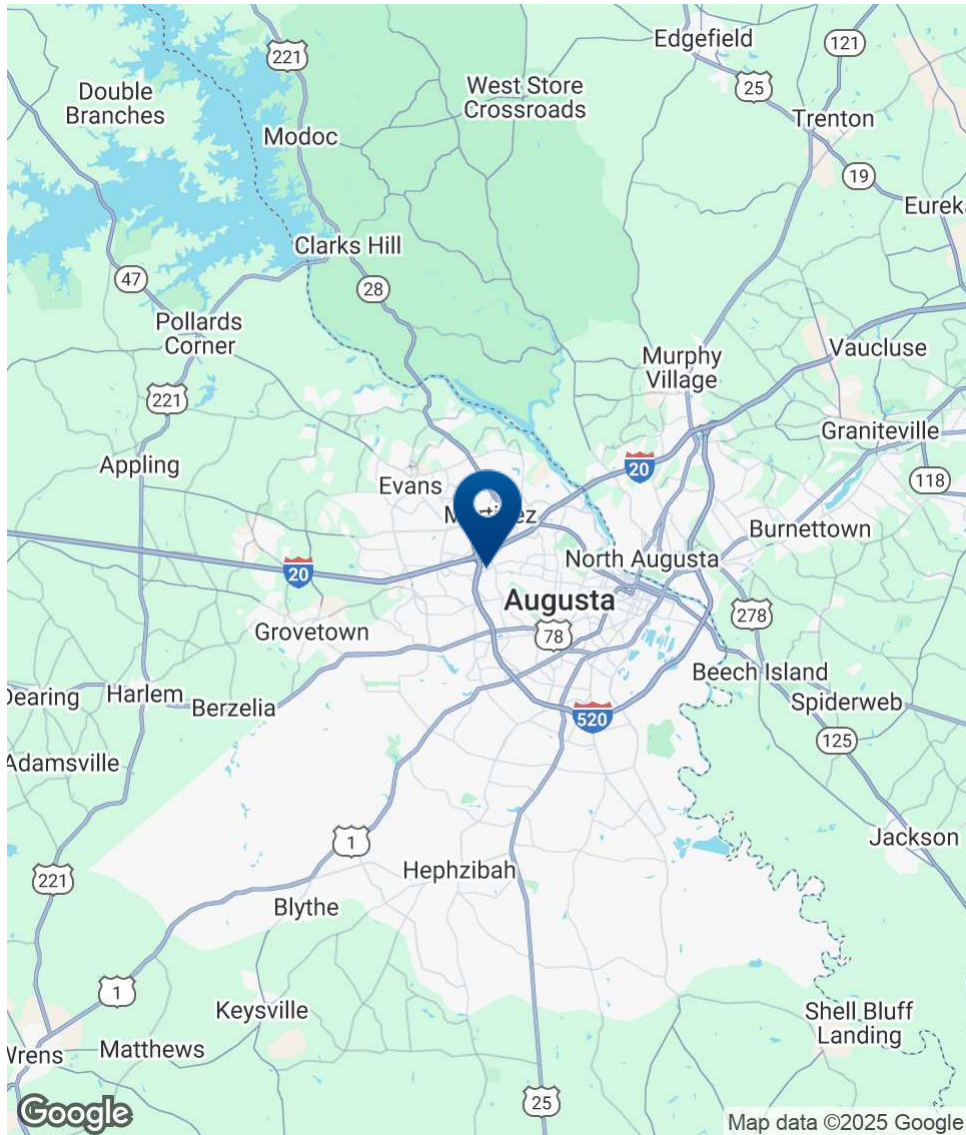 Edgefield
121
221
25
Double
Branches
West Store
Crossroads
Trenton
Modoc
19
Eureka
Clarks Hill
47
28
Pollards
Corner
Murphy
Village
Vaucluse
221
Graniteville
Appling
20
118
Evans
Burnettown
North Augusta
20
Augusta
Grovetown
78
278
Beech Island
Dearing
Harlem
Berzelia
Spiderweb
520
125
Adamsville
1
Jackson
Hephzibah
221
Blythe
1
Keysville
Shell Bluff
Landing
Wrens
Matthews
25
Google
Map data ©2025 Google